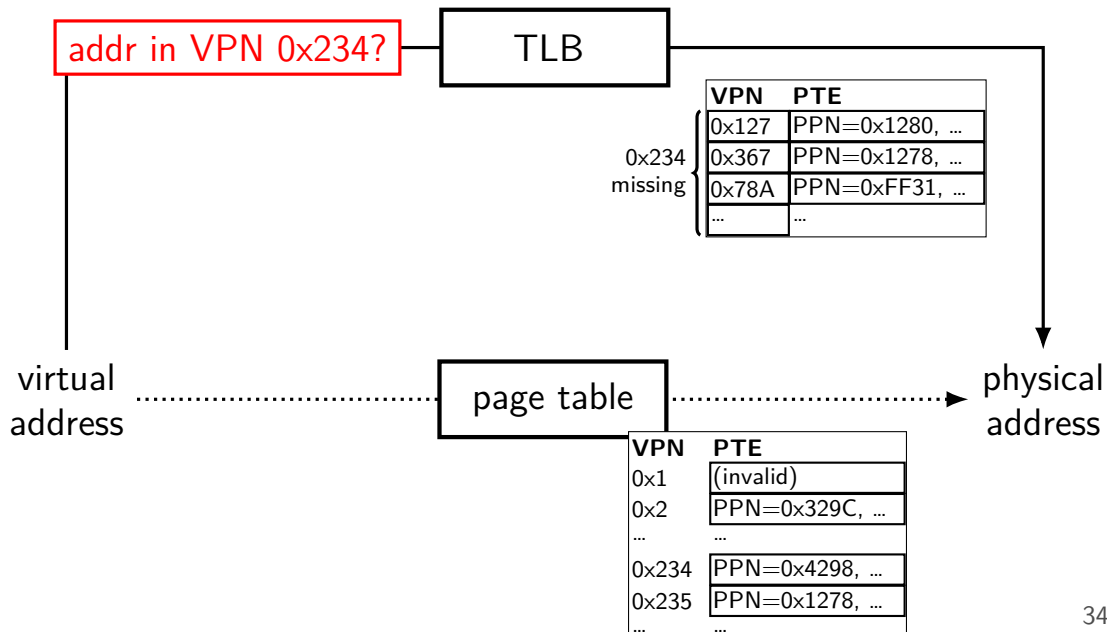 addr in VPN 0x234?
TLB
VPN PTE
0x127 PPN=0x1280, ...
0x367 PPN=0x1278, ...
0x78A PPN=0xFF31, ...
... ...
0x234
missing
virtual
address
page table
physical
address
VPN PTE
0x1 (invalid)
0x2 PPN=0x329C, ...
... ...
0x234 PPN=0x4298, ...
0x235 PPN=0x1278, ...
... ...
34